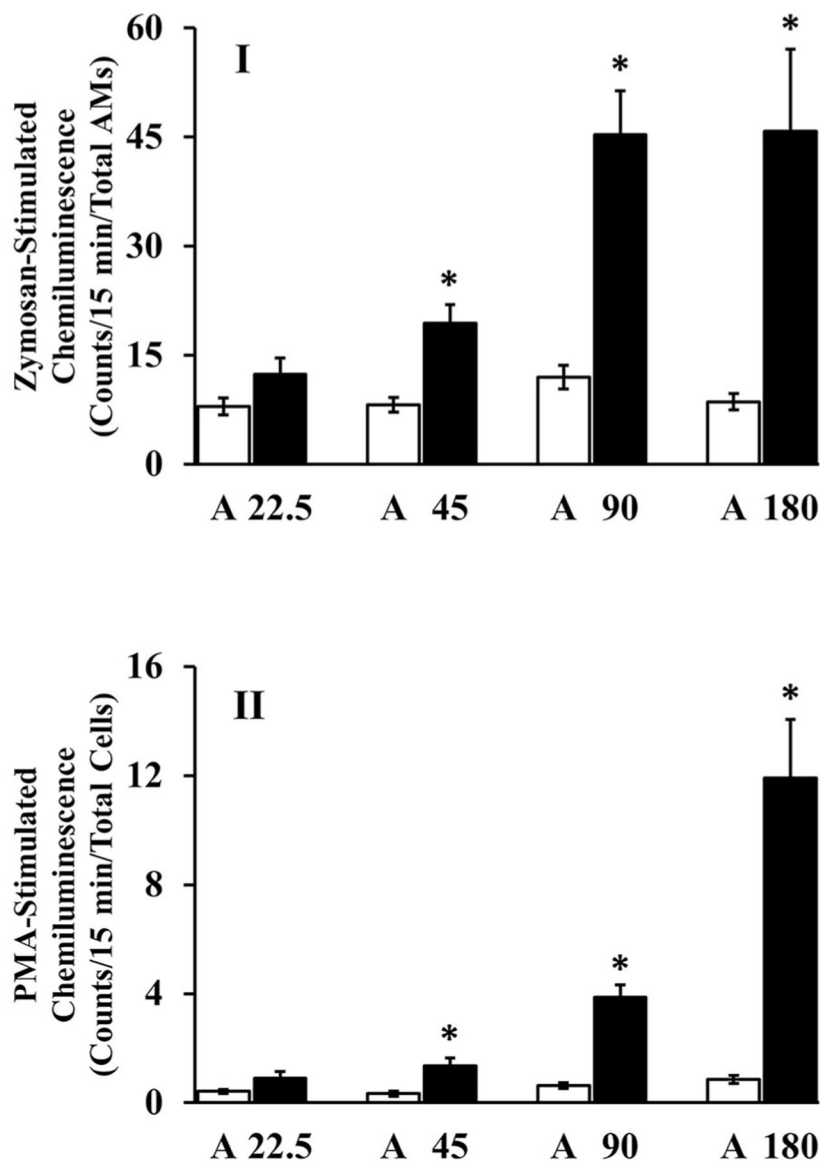 Zymosan-Stimulated
Chemiluminescence
(Counts/15 min/Total AMs)
I
60
45
30
15
0
*
*
*
A 22.5 A 45 A 90 A 180
PMA-Stimulated
Chemiluminescence
(Counts/15 min/Total Cells)
II
16
12
8
4
0
*
*
*
A 22.5 A 45 A 90 A 180